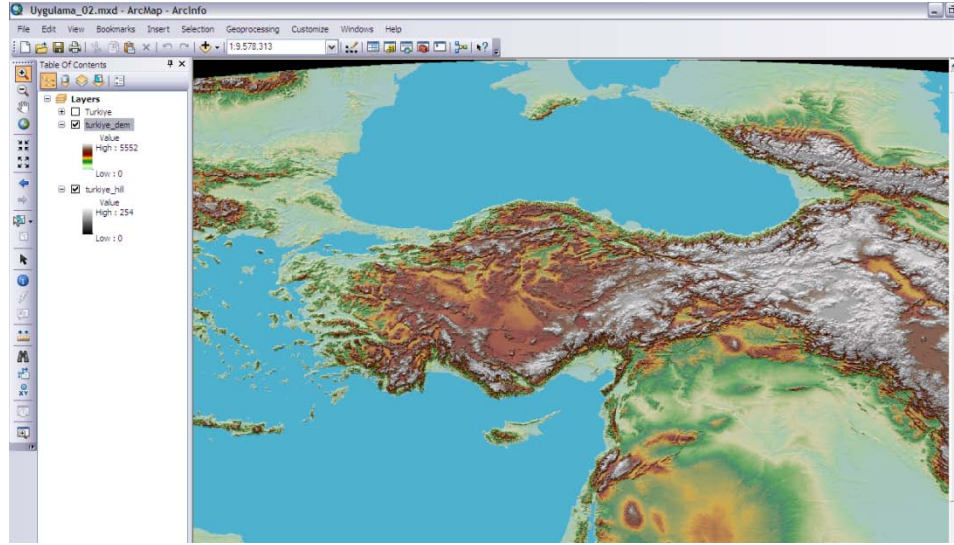 Uygulama_02.mxd - ArcMap - ArcInfo
File Edit View Bookmarks Insert Selection Geoprocessing Customize Windows Help
1:9.578.313
Table Of Contents
Layers
Turkiye
turkiye_dem
Value
High : 5552
Low : 0
turkiye_hill
Value
High : 254
Low : 0
XY